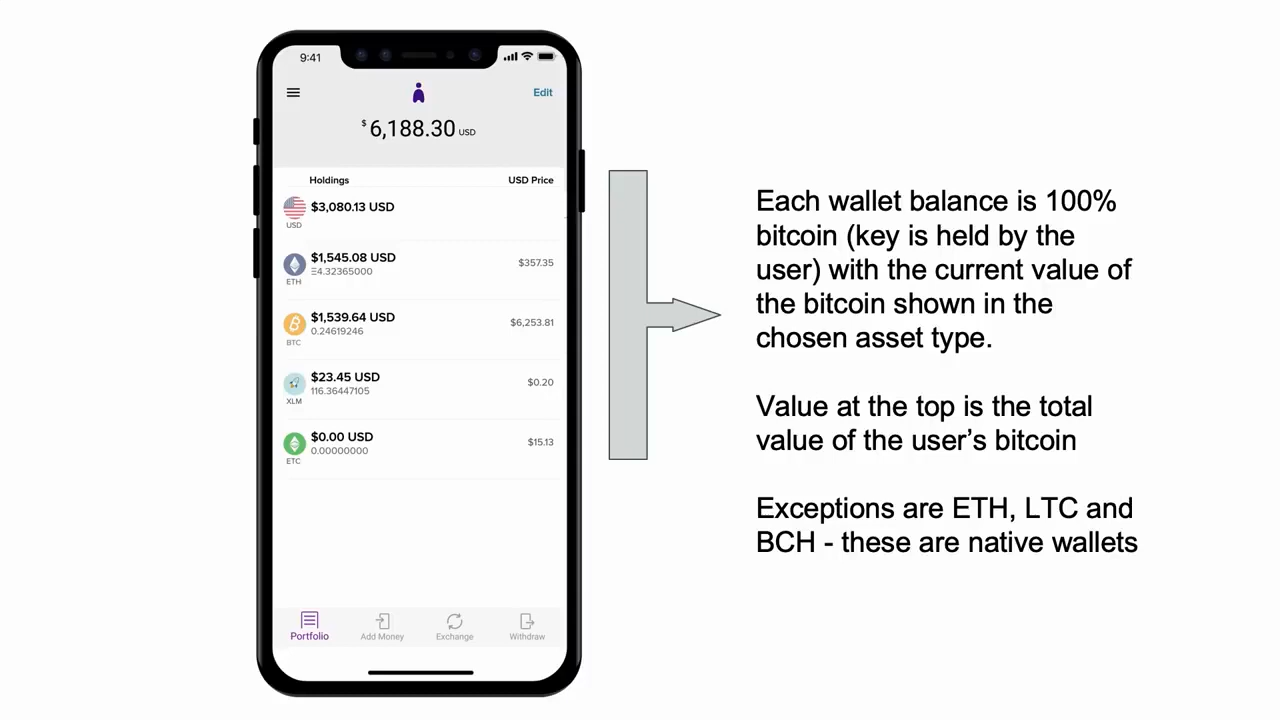 9:41
Edit
$6,188.30 USD
Holdings USD Price
$3,080.13 USD
USD
$1,545.08 USD
Ξ4.32365000
$357.35
ETH
$1,539.64 USD
0.24619246
$6,253.81
BTC
$23.45 USD
116.36447105
$0.20
XLM
$0.00 USD
0.00000000
$15.13
ETC
Portfolio Add Money Exchange Withdraw
Each wallet balance is 100%
bitcoin (key is held by the
user) with the current value of
the bitcoin shown in the
chosen asset type.
Value at the top is the total
value of the user’s bitcoin
Exceptions are ETH, LTC and
BCH - these are native wallets